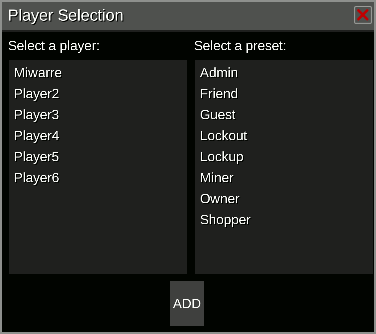 Player Selection
Select a player:
Miwarre
Player2
Player3
Player4
Player5
Player6
Select a preset:
Admin
Friend
Guest
Lockout
Lockup
Miner
Owner
Shopper
ADD